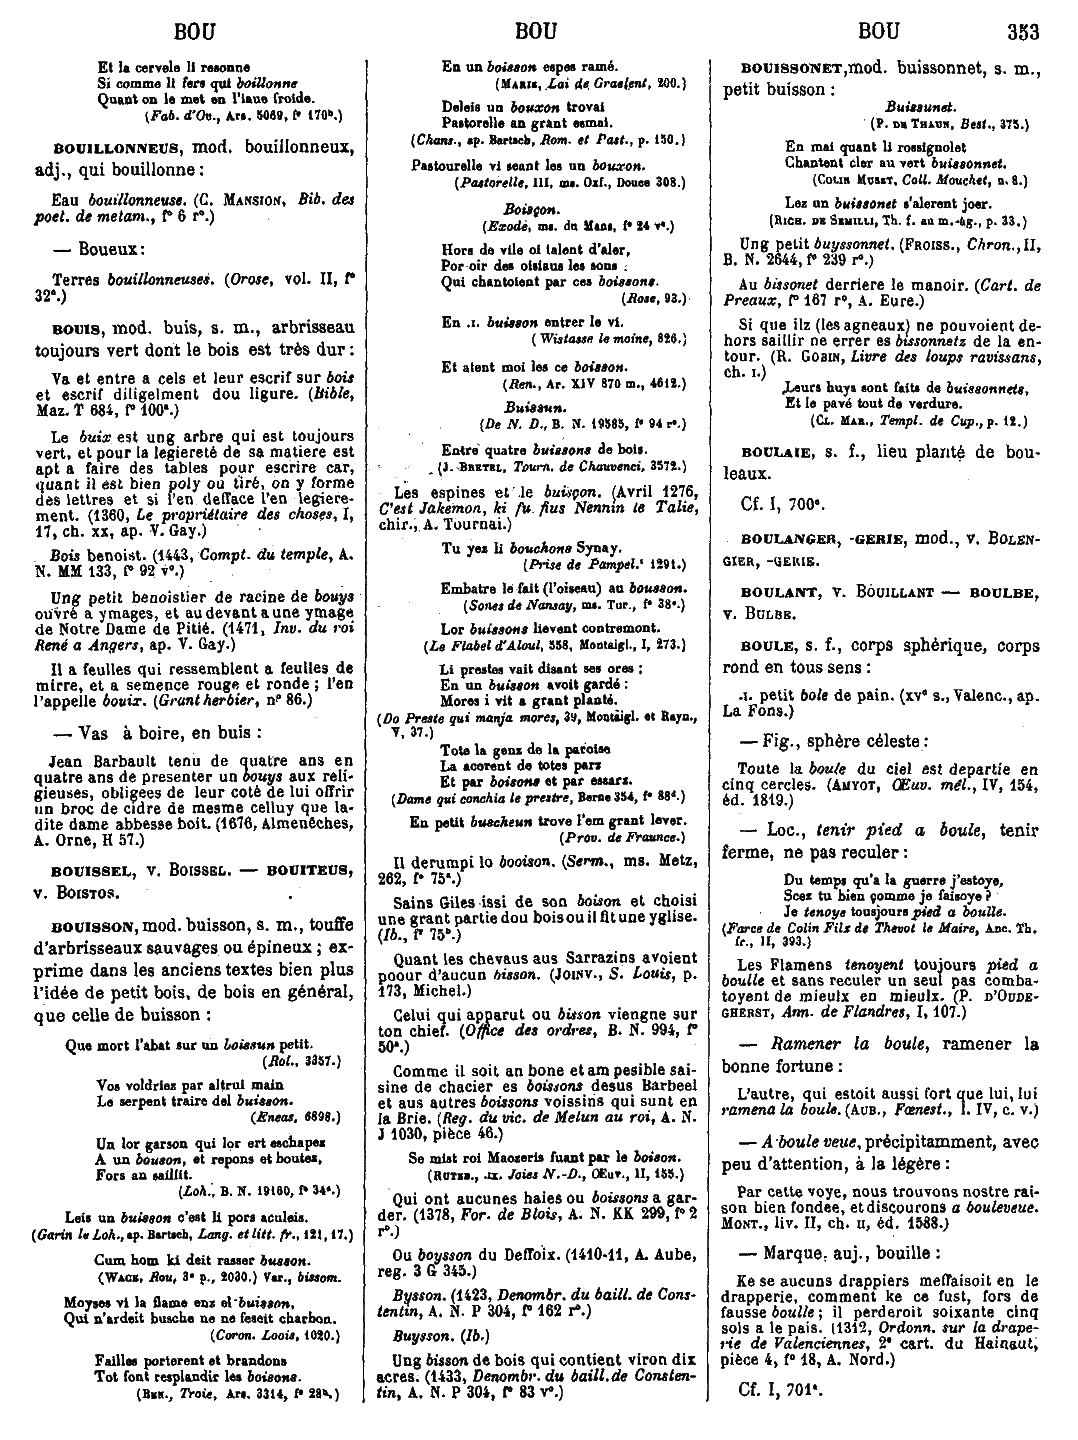 BOU
BOU
BOU 353
Et la cervele li resonne
Si comme li fers qui boillonne
Quant on le met en l'iaue froide.
(Fab. d'Ov., Ars. 5069, f° 170b.)
BOUILLONNEUS, mod. bouillonneux,
adj., qui bouillonne :
Eau bouillonneuse. (C. MANSION, Bib. des
poet. de metam., f° 6 r°.)
— Boueux :
Terres bouillonneuses. (Orose, vol. II, f°
32a.)
BOUIS, mod. buis, s. m., arbrisseau
toujours vert dont le bois est très dur :
Va et entre a cels et leur escrif sur bois
et escrif diligelment dou ligure. (Bible,
Maz. T 684, f° 100a.)
Le buix est ung arbre qui est toujours
vert, et pour la legiereté de sa matiere est
apt a faire des tables pour escrire car,
quant il est bien poly ou tiré, on y forme
des lettres et si l'en defface l'en legiere-
ment. (1360, Le propriétaire des choses, I,
17, ch. xx, ap. V. Gay.)
Bois benoist. (1443, Compt. du temple, A.
N. MM 133, f° 92 v°.)
Ung petit benoistier de racine de bouys
ouvré a ymages, et au devant a une ymage
de Notre Dame de Pitié. (1471, Inv. du roi
René a Angers, ap. V. Gay.)
Il a feulles qui ressemblent a feulles de
mirre, et a semence rouge et ronde ; l'en
l'appelle bouix. (Grant herbier, n° 86.)
— Vas à boire, en buis :
Jean Barbault tenu de quatre ans en
quatre ans de presenter un bouys aux reli-
gieuses, obligees de leur coté de lui offrir
un broc de cidre de mesme celluy que la-
dite dame abbesse boit. (1676, Almenêches,
A. Orne, H 57.)
BOUISSEL, v. BOISSEL. — BOUITEUS,
v. BOISTOS.
BOUISSON, mod. buisson, s. m., touffe
d'arbrisseaux sauvages ou épineux ; ex-
prime dans les anciens textes bien plus
l'idée de petit bois, de bois en général,
que celle de buisson :
Que mort l'abat sur un boissun petit.
(Rol., 3357.)
Vos voldriez par altrui main
Le serpent traire del buisson.
(Eneas, 6898.)
Un lor garson qui lor ert eschapez
A un bouson, et repons et boutez,
Fors an saillit.
(Loh., B. N. 19160, f° 34a.)
Leis un buisson c'est li pors aculeis.
(Garin le Loh., ap. Bartsch, Lang. et litt. fr., 121, 17.)
Cum hom ki deit rasser busson.
(WACE, Rou, 3e p., 2030.) Var., bissom.
Moyses vi la flame enz el buisson,
Qui n'ardeit busche ne ne feseit charbon.
(Coron. Loois, 1020.)
Failles porterent et brandons
Tot font resplandir les boisons.
(BEN., Troie, Ars. 3314, f° 28b.)
En un boisson espes ramé.
(MARIE, Lai de Graelent, 200.)
Deleis un bouxon trovai
Pastorelle an grant esmai.
(Chans., ap. Bartsch, Rom. et Past., p. 150.)
Pastourelle vi seant les un bouxon.
(Pastorelle, III, ms. Oxf., Douce 308.)
Boisçon.
(Exode, ms. du Mans, f° 24 v°.)
Hors de vile oi talent d'aler,
Por oir des oisiaus les sons :
Qui chantoient par ces boissons.
(Rose, 93.)
En .I. buisson entrer le vi.
(Wistasse le moine, 826.)
Et atent moi les ce boisson.
(Ren., Ar. XIV 870 m., 4612.)
Buissun.
(De N. D., B. N. 19585, f° 94 r°.)
Entre quatre buissons de bois.
(J. BRETEL, Tourn. de Chauvenci, 3572.)
Les espines et le buisçon. (Avril 1276,
C'est Jakemon, ki fu fius Nennin le Talie,
chir., A. Tournai.)
Tu yez li bouchons Synay.
(Prise de Pampel., 1291.)
Embatre le fait (l'oiseau) au bousson.
(Sones de Nansay, ms. Tur., f° 38a.)
Lor buissons lievent contremont.
(Le Flabel d'Aloul, 558, Montaigl., I, 273.)
Li prestes vait disant ses ores ;
En un buisson avoit gardé :
Mores i vit a grant planté.
(Do Preste qui manja mores, 39, Montaigl. et Rayn.,
V, 37.)
Tote la genz de la paroise
La acorent de totes parz
Et par boisons et par essarz.
(Dame qui conchia le prestre, Berne 354, f° 88d.)
En petit buscheun trove l'em grant lever.
(Prov. de Fraunce.)
Il derumpi lo booison. (Serm., ms. Metz,
262, f° 75a.)
Sains Giles issi de son boison et choisi
une grant partie dou bois ou il fit une yglise.
(Ib., f° 75b.)
Quant les chevaus aus Sarrazins avoient
poour d'aucun bisson. (JOINV., S. Louis, p.
173, Michel.)
Celui qui apparut ou bisson viengne sur
ton chief. (Office des ordres, B. N. 994, f°
50a.)
Comme il soit an bone et am pesible sai-
sine de chacier es boissons desus Barbeel
et aus autres boissons voissins qui sunt en
la Brie. (Reg. du vic. de Melun au roi, A. N.
J 1030, pièce 46.)
Se mist roi Maozeris fuant par le boison.
(RUTEB., .IX. Joies N.-D., Œuv., II, 155.)
Qui ont aucunes haies ou boissons a gar-
der. (1378, For. de Blois, A. N. KK 299, f° 2
r°.)
Ou boysson du Deffoix. (1410-11, A. Aube,
reg. 3 G 345.)
Bysson. (1423, Denombr. du baill. de Cons-
tentin, A. N. P 304, f° 162 r°.)
Buysson. (Ib.)
Ung bisson de bois qui contient viron dix
acres. (1433, Denombr. du baill. de Consten-
tin, A. N. P 304, f° 83 v°.)
BOUISSONET, mod. buissonnet, s. m.,
petit buisson :
Buissunet.
(P. DE THAUN, Best., 375.)
En mai quant li rossignolet
Chantent cler au vert buissonnet.
(COLIN MUSET, Coll. Mouchet, n. 8.)
Lez un buissonet s'alerent joer.
(RICH. DE SEMILLI, Th. f. au m.-âg., p. 33.)
Ung petit buyssonnet. (FROISS., Chron., II,
B. N. 2644, f° 239 r°.)
Au bissonet derriere le manoir. (Cart. de
Preaux, f° 167 r°, A. Eure.)
Si que ilz (les agneaux) ne pouvoient de-
hors saillir ne errer es bissonnetz de la en-
tour. (R. GOBIN, Livre des loups ravissans,
ch. I.)
Leurs huys sont faits de buissonnets,
Et le pavé tout de verdure.
(CL. MAR., Templ. de Cup., p. 12.)
BOULAIE, s. f., lieu planté de bou-
leaux.
Cf. I, 700a.
BOULANGER, -GERIE, mod., v. BOLEN-
GIER, -GERIE.
BOULANT, v. BOUILLANT — BOULBE,
v. BULBE.
BOULE, s. f., corps sphérique, corps
rond en tous sens :
.I. petit bole de pain. (XVe s., Valenc., ap.
La Fons.)
— Fig., sphère céleste :
Toute la boule du ciel est departie en
cinq cercles. (AMYOT, Œuv. mél., IV, 154,
éd. 1819.)
— Loc., tenir pied a boule, tenir
ferme, ne pas reculer :
Du temps qu'a la guerre j'estoye,
Scez tu bien comme je faisoye ?
Je tenoye tousjours pied a boulle.
(Farce de Colin Filz de Thevot le Maire, Anc. Th.
fr., II, 393.)
Les Flamens tenoyent toujours pied a
boulle et sans reculer un seul pas comba-
toyent de mieulx en mieulx. (P. D'OUDE-
GHERST, Ann. de Flandres, I, 107.)
— Ramener la boule, ramener la
bonne fortune :
L'autre, qui estoit aussi fort que lui, lui
ramena la boule. (AUB., Fœnest., l. IV, c. v.)
— A boule veue, précipitamment, avec
peu d'attention, à la légère :
Par cette voye, nous trouvons nostre rai-
son bien fondée, et discourons a bouleveue.
MONT., liv. II, ch. II, éd. 1588.)
— Marque, auj., bouille :
Ke se aucuns drappiers meffaisoit en le
drapperie, comment ke ce fust, fors de
fausse boulle ; il perderoit soixante cinq
sols a le pais. (1312, Ordonn. sur la drape-
rie de Valenciennes, 2e cart. du Hainaut,
pièce 4, f° 18, A. Nord.)
Cf. I, 701a.